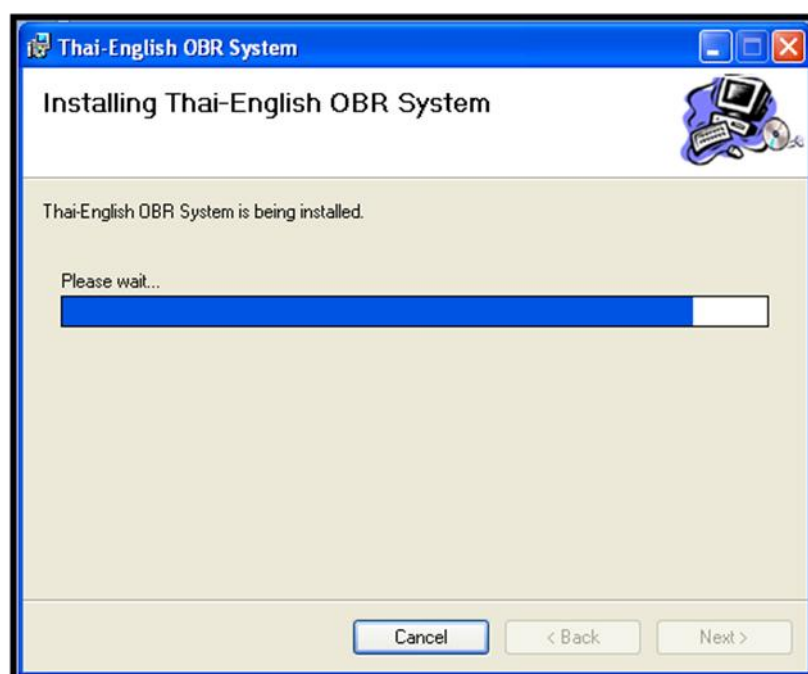 Thai-English OBR System
Installing Thai-English OBR System
Thai-English OBR System is being installed.
Please wait...
Cancel
< Back
Next >